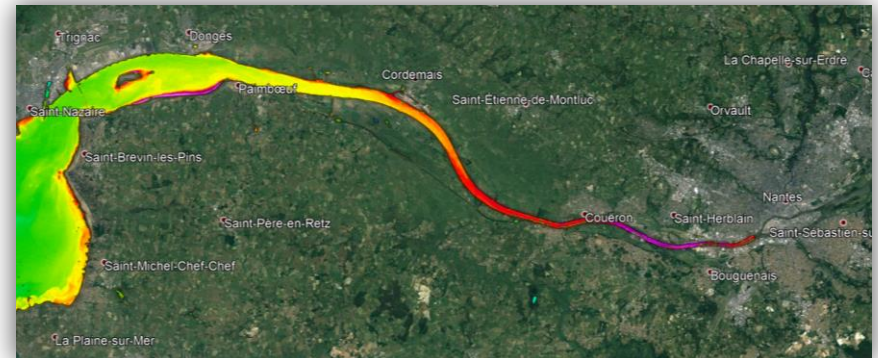 Trignac
Donges
La Chapelle-sur-Erdre
Ca
Cordemais
Paimbœuf
Saint-Étienne-de-Montluc
Saint-Nazaire
Orvault
Saint-Brevin-les-Pins
Nantes
Saint-Père-en-Retz
Couëron
Saint-Herblain
Saint-Sébastien-su
Saint-Michel-Chef-Chef
Bouguenais
La Plaine-sur-Mer